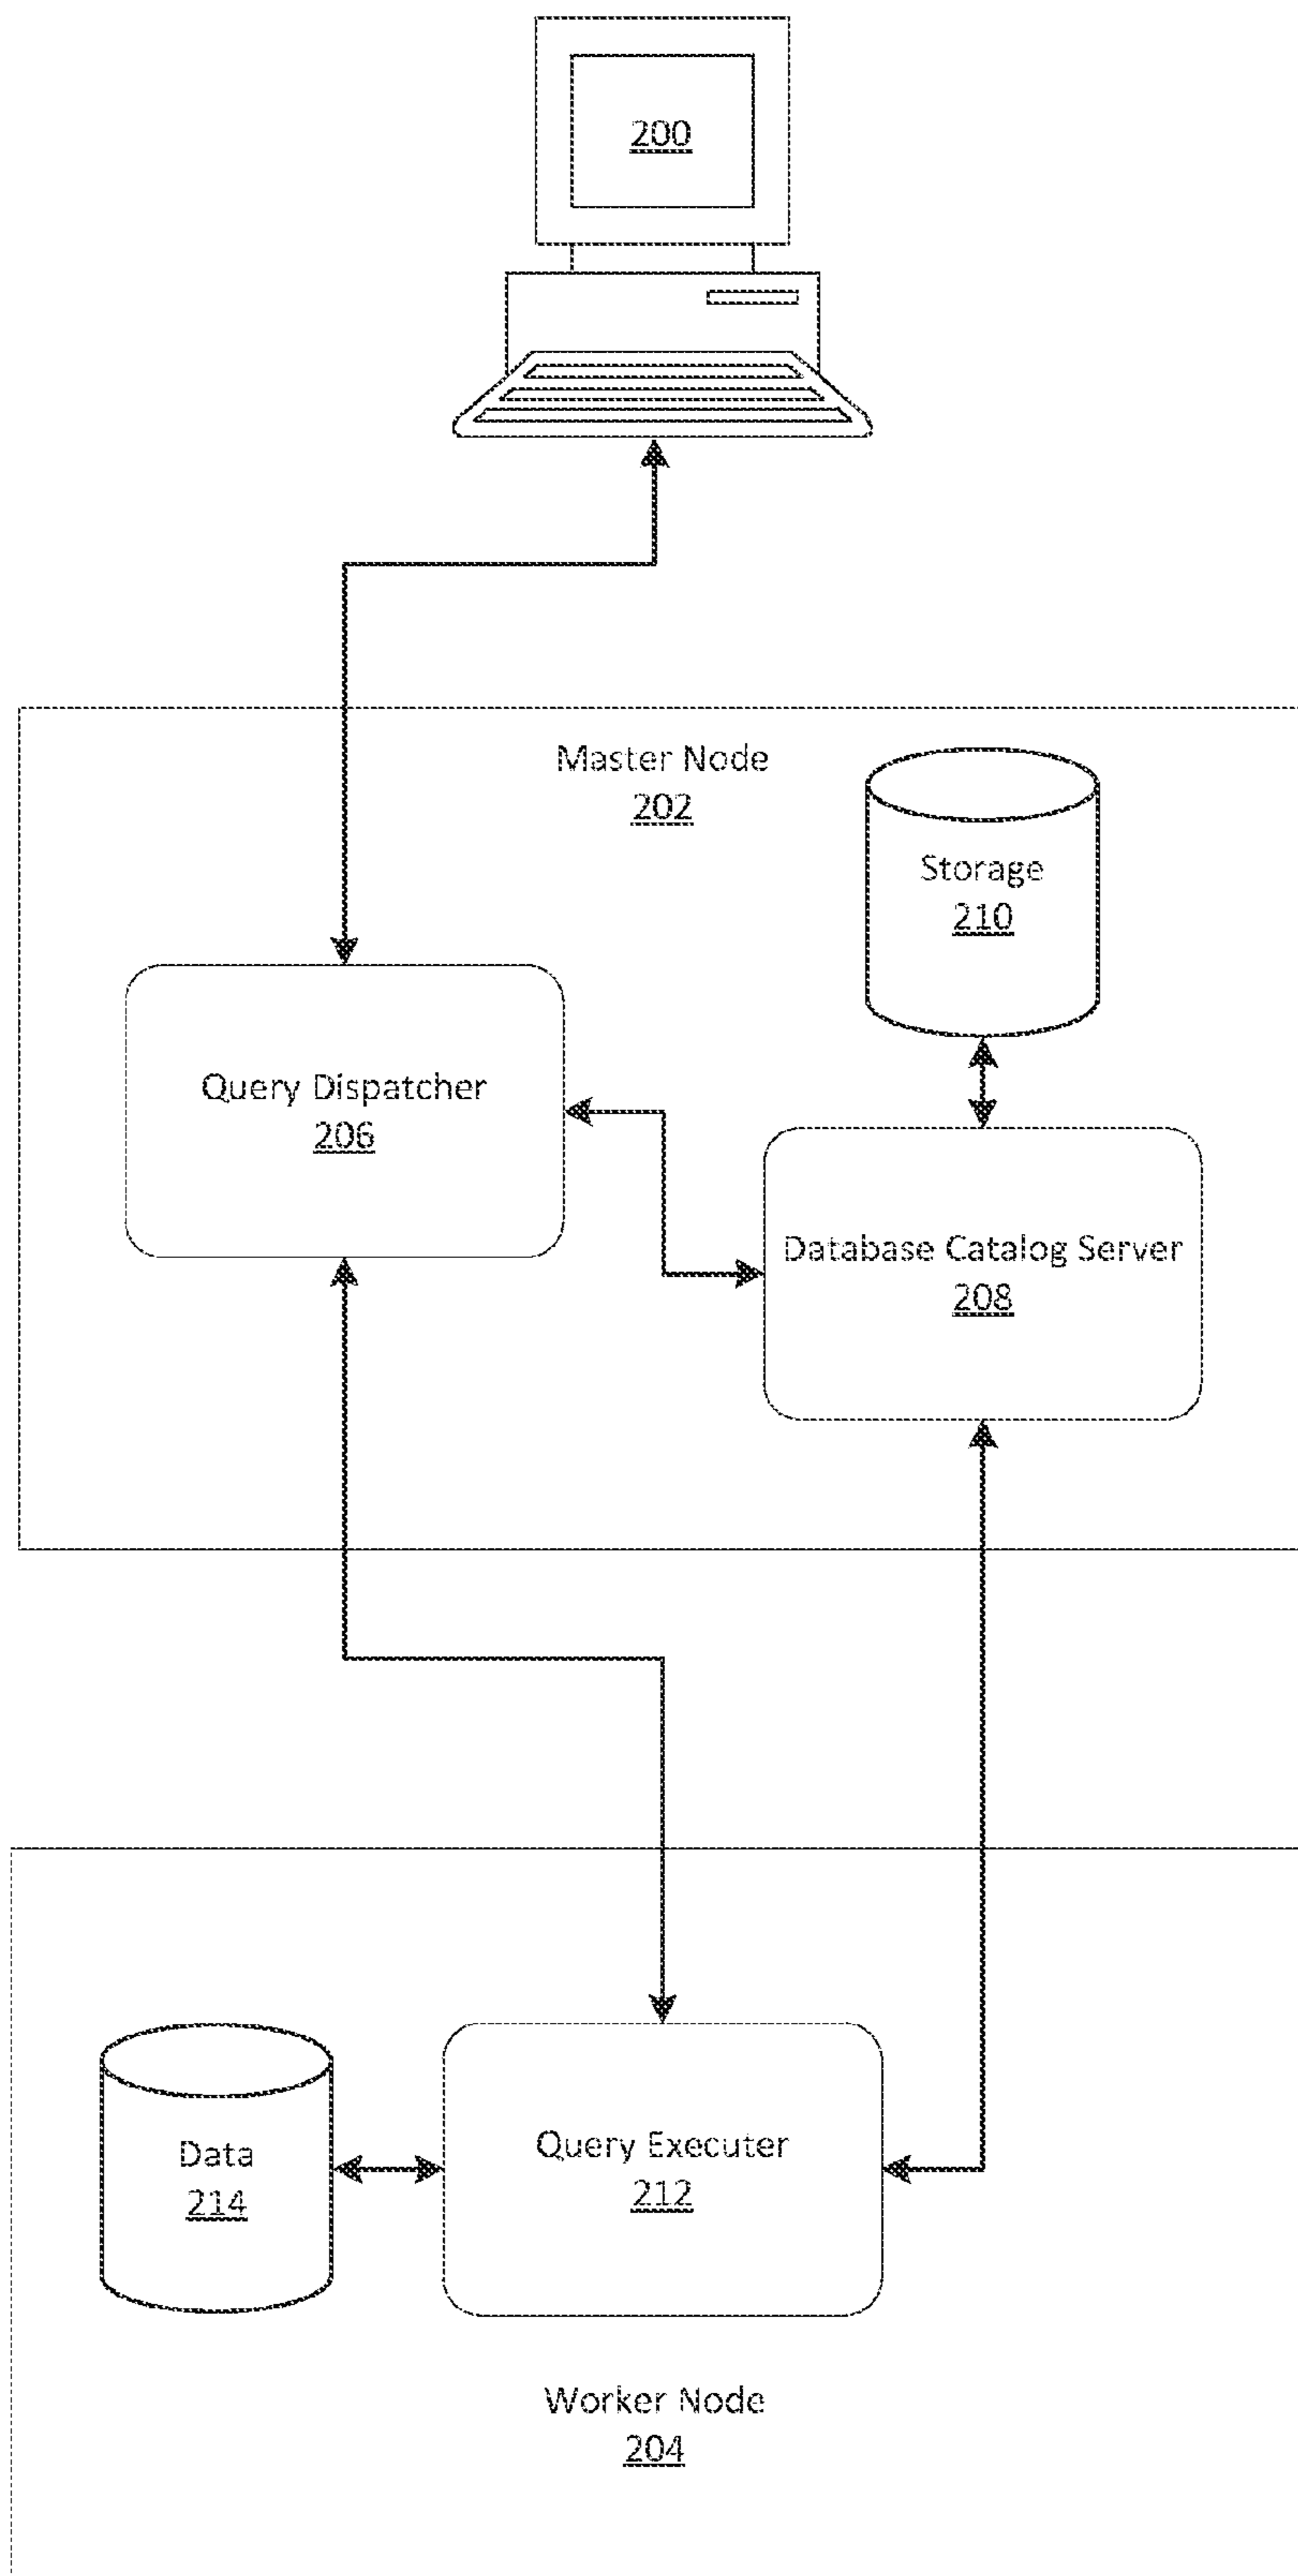 200
Master Node
202
Storage
210
Query Dispatcher
206
Database Catalog Server
208
Data
214
Query Executer
212
Worker Node
204